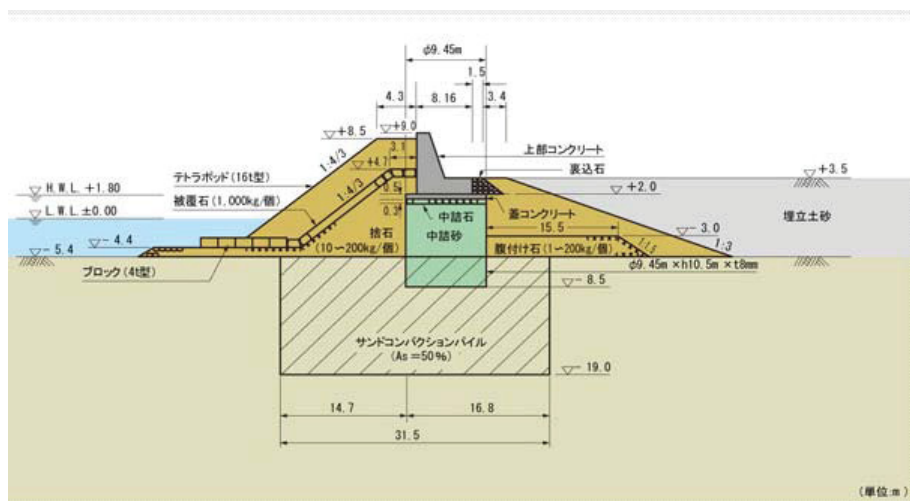 φ9.45m
1.5
4.3
8.16
3.4
▽+9.0
▽+8.5
上部コンクリート
3.1
1:4/3
▽+4.7
裏込石
▽+3.5
テトラポッド(16t型)
H.W.L. +1.80
1:4/3
▽+2.0
被覆石(1,000kg/個)
0.5
蓋コンクリート
L.W.L. ±0.00
0.3
中詰石
15.5
埋立土砂
捨石
中詰砂
▽-3.0
▽-4.4
(10~200kg/個)
腹付け石(1~200kg/個)
1:1.5
1:3
▽-5.4
ブロック(4t型)
φ9.45m×h10.5m×t8mm
▽-8.5
サンドコンパクションパイル
(As=50%)
▽-19.0
14.7
16.8
31.5
(単位:m)